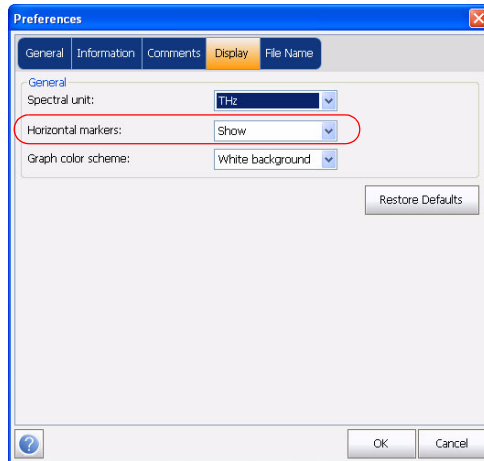 Preferences
General Information Comments Display File Name
General
Spectral unit: THz
Horizontal markers: Show
Graph color scheme: White background
Restore Defaults
? OK Cancel